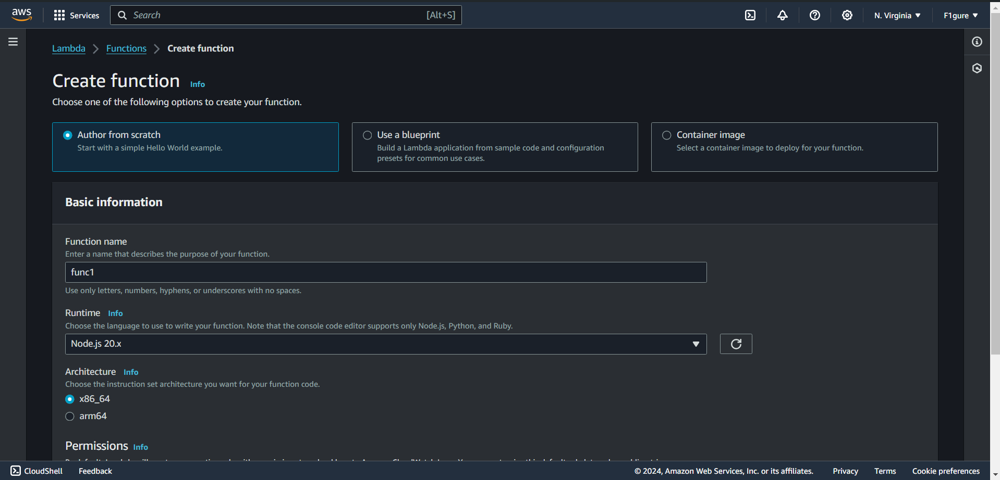 aws
Services
Search [Alt+S]
N. Virginia
F1gure
Lambda Functions Create function
Create function Info
Choose one of the following options to create your function.
Author from scratch
Start with a simple Hello World example.
Use a blueprint
Build a Lambda application from sample code and configuration
presets for common use cases.
Container image
Select a container image to deploy for your function.
Basic information
Function name
Enter a name that describes the purpose of your function.
func1
Use only letters, numbers, hyphens, or underscores with no spaces.
Runtime Info
Choose the language to use to write your function. Note that the console code editor supports only Node.js, Python, and Ruby.
Node.js 20.x
Architecture Info
Choose the instruction set architecture you want for your function code.
x86_64
arm64
Permissions Info
CloudShell Feedback © 2024, Amazon Web Services, Inc. or its affiliates. Privacy Terms Cookie preferences